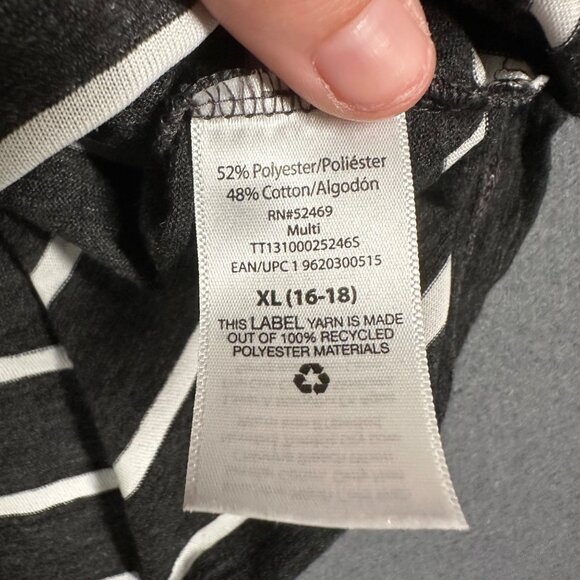 52% Polyester/Poliéster
48% Cotton/Algodón
RN#52469
Multi
TT13100025246S
EAN/UPC 1 9620300515
XL (16-18)
THIS LABEL YARN IS MADE
OUT OF 100% RECYCLED
POLYESTER MATERIALS